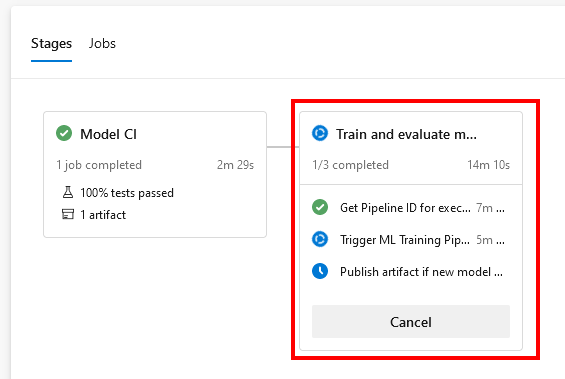 Stages Jobs
Model CI
1 job completed 2m 29s
100% tests passed
1 artifact
Train and evaluate m...
1/3 completed 14m 10s
Get Pipeline ID for exec... 7m ...
Trigger ML Training Pip... 5m ...
Publish artifact if new model ...
Cancel